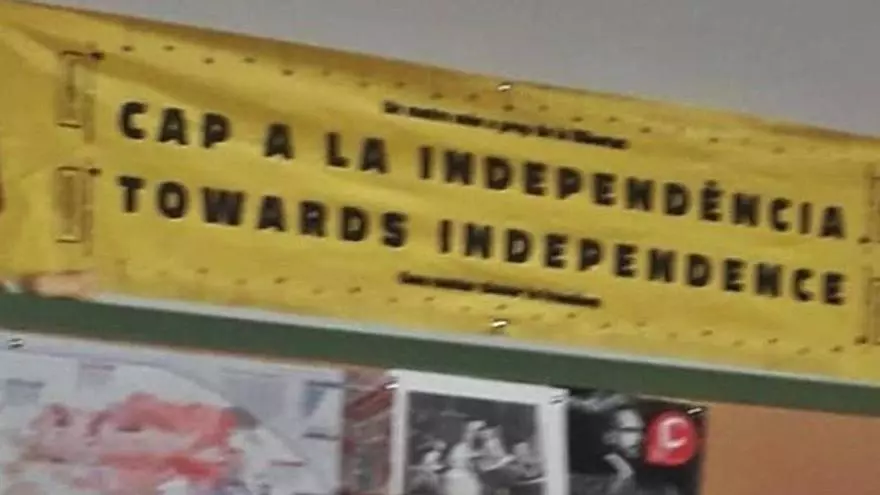 CAP A LA INDEPENDÈNCIA
TOWARDS INDEPENDENCE